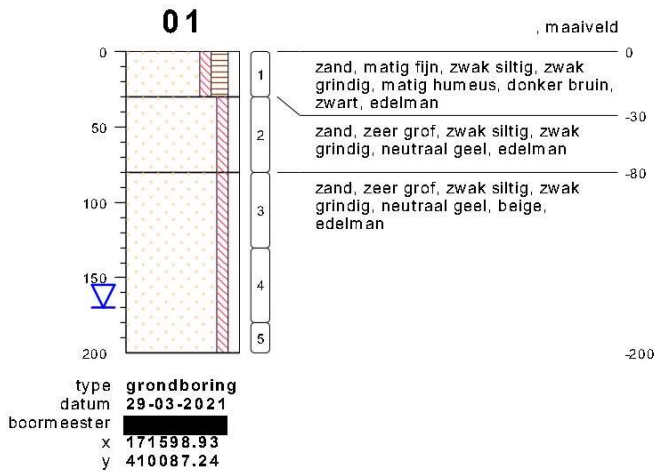 01
, maaiveld
0
0
1
zand, matig fijn, zwak siltig, zwak
grindig, matig humeus, donker bruin,
zwart, edelman
-30
50
2
zand, zeer grof, zwak siltig, zwak
grindig, neutraal geel, edelman
-80
zand, zeer grof, zwak siltig, zwak
grindig, neutraal geel, beige,
edelman
100
3
150
4
5
200
-200
type grondboring
datum 29-03-2021
boormeester
x 171598.93
y 410087.24